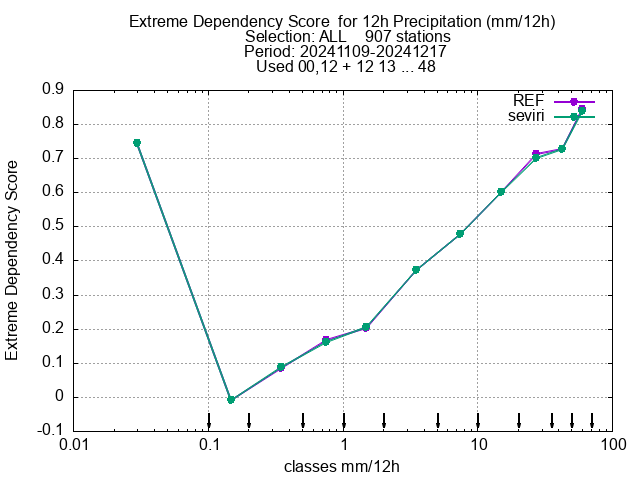 Extreme Dependency Score  for 12h Precipitation (mm/12h)
Selection: ALL    907 stations
Period: 20241109-20241217
Used 00,12 + 12 13 ... 48
REF
seviri
0.9
0.8
0.7
0.6
0.5
0.4
0.3
0.2
0.1
0
-0.1
Extreme Dependency Score
0.01
0.1
1
10
100
classes mm/12h